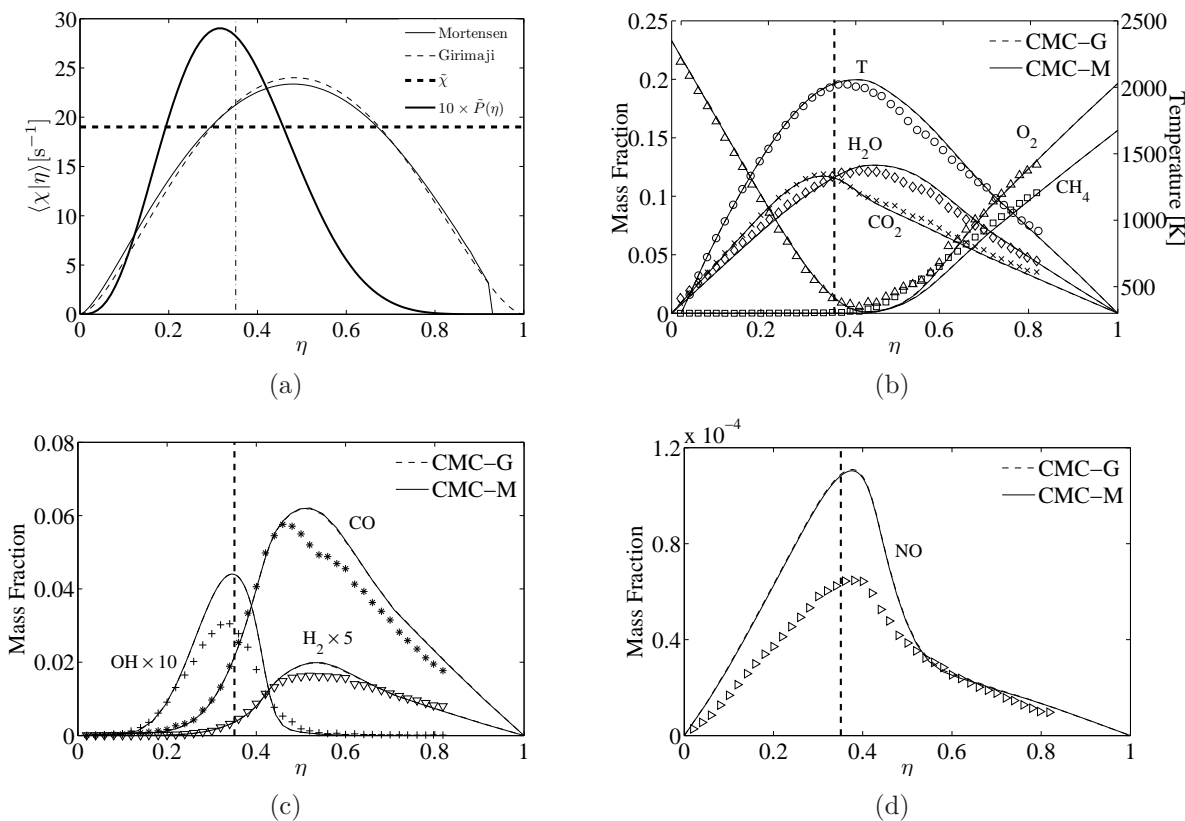 30
25
20
15
10
5
0
0
0.2
0.4
0.6
0.8
1
⟨χ|η⟩[s⁻¹]
η
Mortensen
Girimaji
χ̃
10 × P̃(η)
(a)
0.25
0.20
0.15
0.1
0.05
0
0
0.2
0.4
0.6
0.8
1
2500
2000
1500
1000
500
Mass Fraction
Temperature [K]
η
CMC−G
CMC−M
T
H₂O
CO₂
O₂
CH₄
(b)
0.08
0.06
0.04
0.02
0
0
0.2
0.4
0.6
0.8
1
Mass Fraction
η
CMC−G
CMC−M
CO
OH × 10
H₂ × 5
(c)
x 10⁻⁴
1.2
0.8
0.4
0
0
0.2
0.4
0.6
0.8
1
Mass Fraction
η
CMC−G
CMC−M
NO
(d)